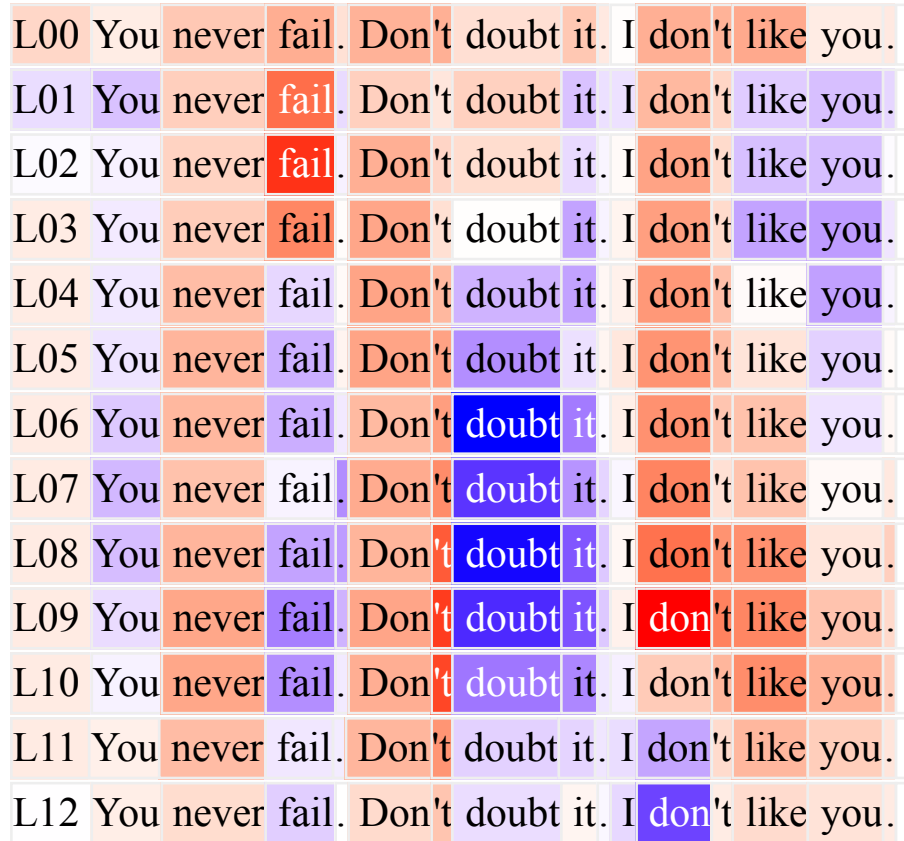 L00 You never fail. Don't doubt it. I don't like you.
L01 You never fail. Don't doubt it. I don't like you.
L02 You never fail. Don't doubt it. I don't like you.
L03 You never fail. Don't doubt it. I don't like you.
L04 You never fail. Don't doubt it. I don't like you.
L05 You never fail. Don't doubt it. I don't like you.
L06 You never fail. Don't doubt it. I don't like you.
L07 You never fail. Don't doubt it. I don't like you.
L08 You never fail. Don't doubt it. I don't like you.
L09 You never fail. Don't doubt it. I don't like you.
L10 You never fail. Don't doubt it. I don't like you.
L11 You never fail. Don't doubt it. I don't like you.
L12 You never fail. Don't doubt it. I don't like you.